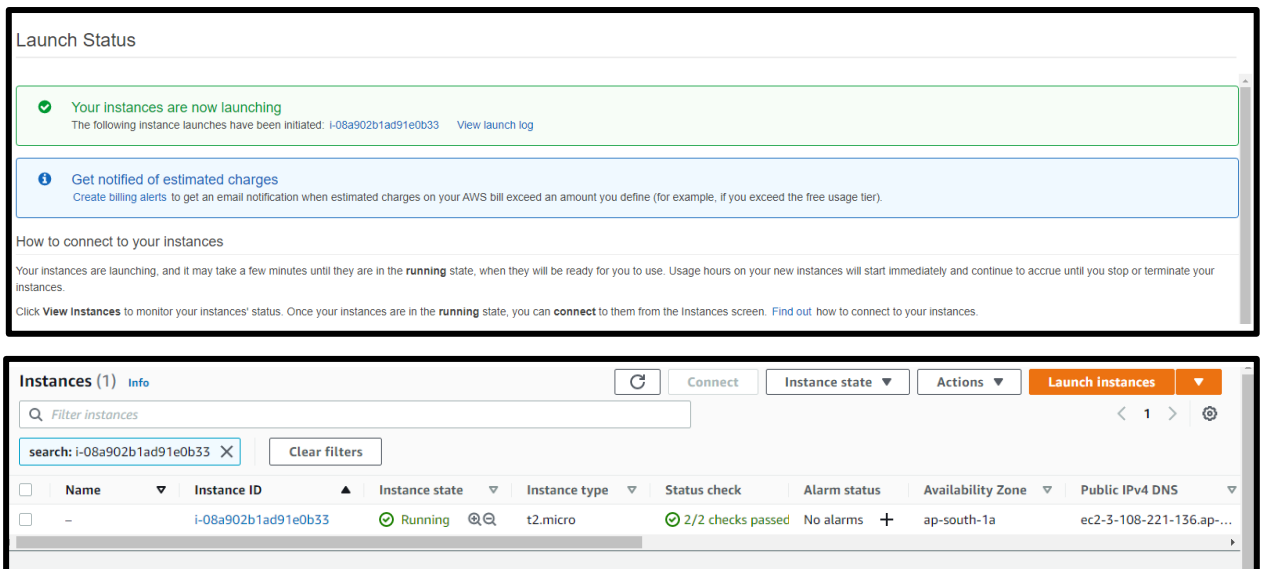 Launch Status
Your instances are now launching
The following instance launches have been initiated: i-08a902b1ad91e0b33 View launch log
Get notified of estimated charges
Create billing alerts to get an email notification when estimated charges on your AWS bill exceed an amount you define (for example, if you exceed the free usage tier).
How to connect to your instances
Your instances are launching, and it may take a few minutes until they are in the running state, when they will be ready for you to use. Usage hours on your new instances will start immediately and continue to accrue until you stop or terminate your
instances.
Click View Instances to monitor your instances' status. Once your instances are in the running state, you can connect to them from the Instances screen. Find out how to connect to your instances.
Instances (1) Info Connect Instance state Actions Launch instances
Filter instances 1
search: i-08a902b1ad91e0b33 Clear filters
Name Instance ID Instance state Instance type Status check Alarm status Availability Zone Public IPv4 DNS
– i-08a902b1ad91e0b33 Running t2.micro 2/2 checks passed No alarms + ap-south-1a ec2-3-108-221-136.ap-...